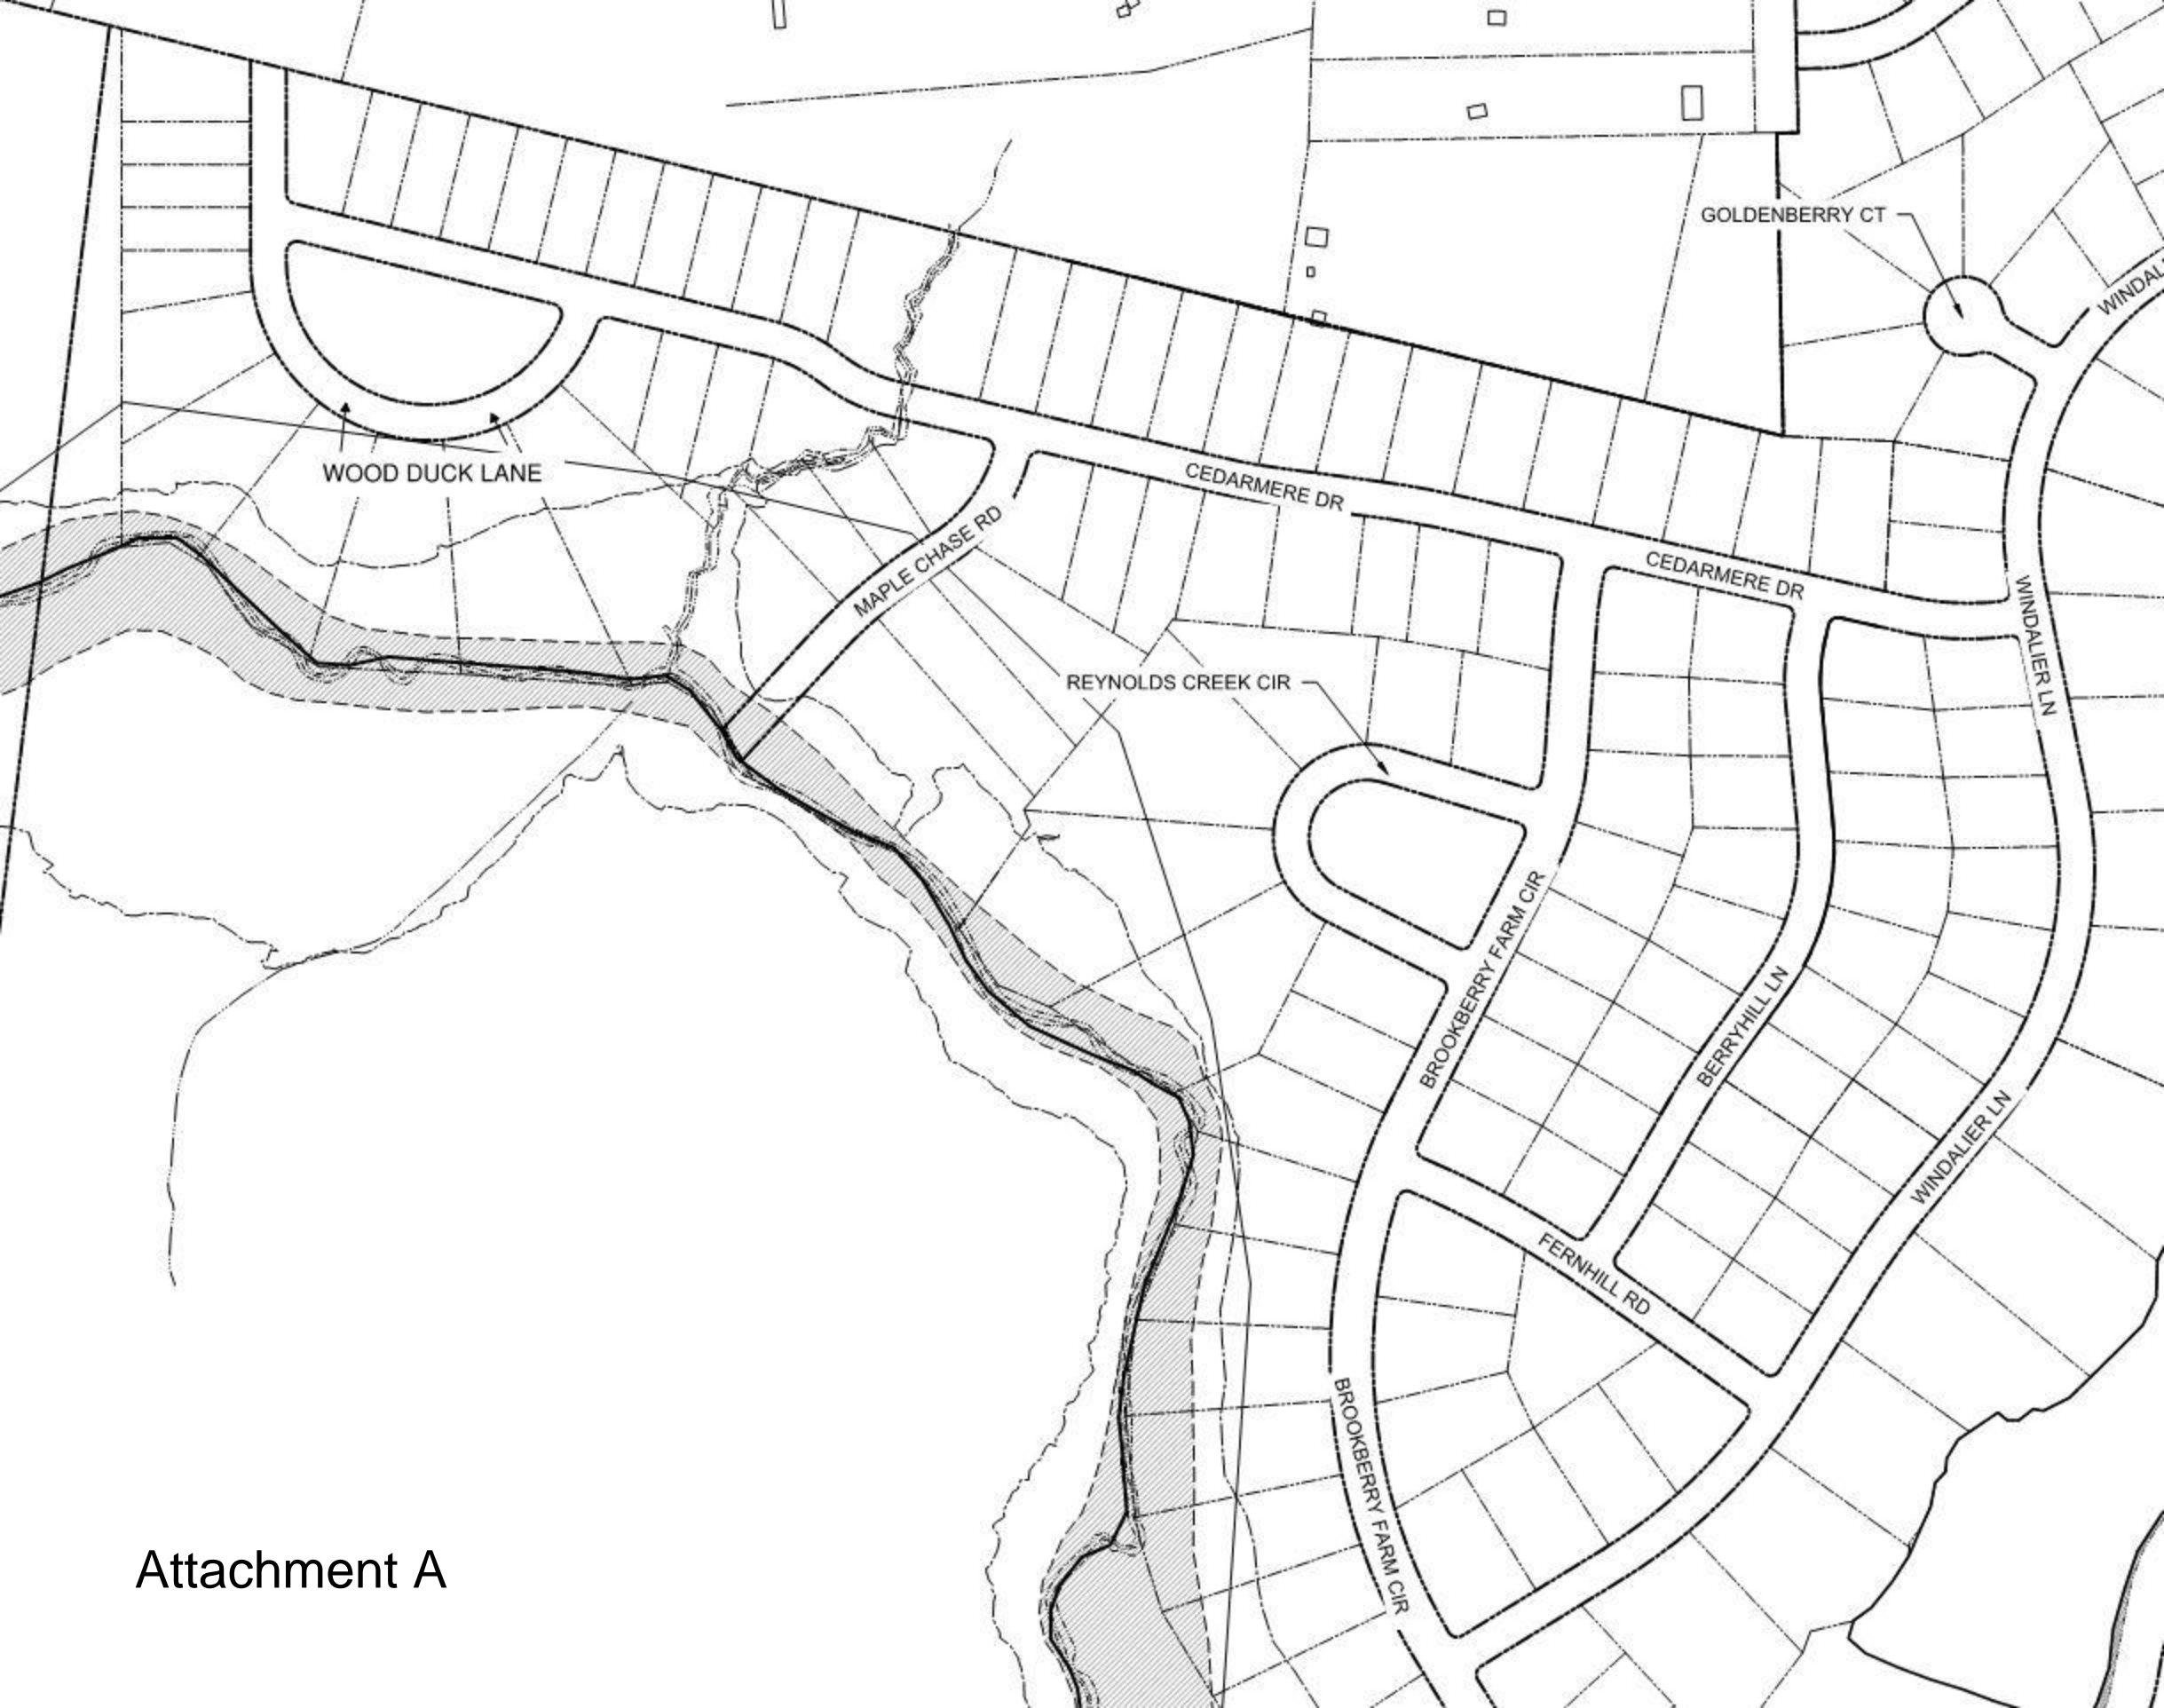 GOLDENBERRY CT
WOOD DUCK LANE
CEDARMERE DR
MAPLE CHASE RD
CEDARMERE DR
WINDALIER LN
REYNOLDS CREEK CIR
BROOKBERRY FARM CIR
BERRYHILL LN
WINDALIER LN
FERNHILL RD
BROOKBERRY FARM CIR
Attachment A